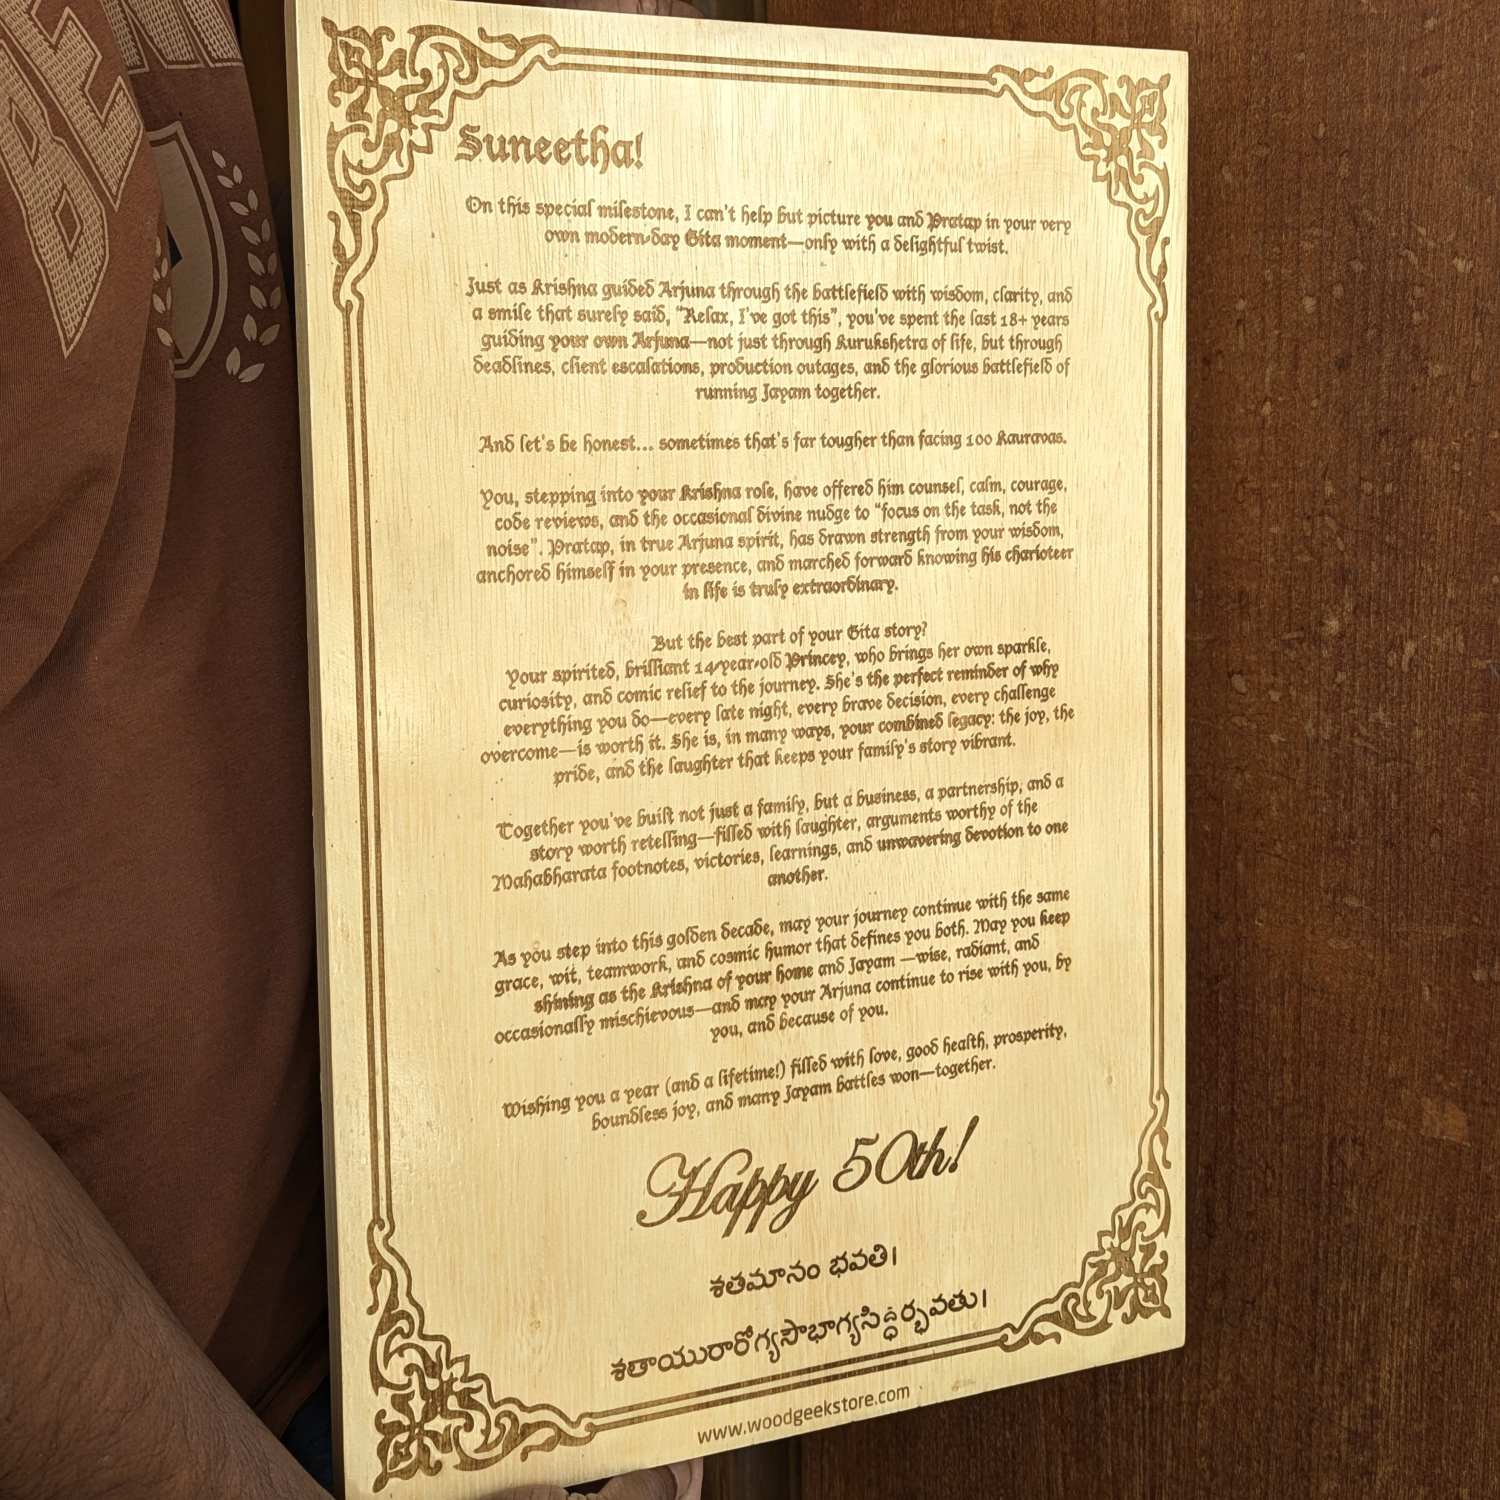 BEN
Suneetha!
On this special milestone, I can't help but picture you and Pratap in your very
own modern-day Gita moment—only with a delightful twist.
Just as Krishna guided Arjuna through the battlefield with wisdom, clarity, and
a smile that surely said, "Relax, I've got this", you've spent the last 18+ years
guiding your own Arjuna—not just through Kurukshetra of life, but through
deadlines, client escalations, production outages, and the glorious battlefield of
running Jayam together.
And let's be honest... sometimes that's far tougher than facing 100 Kauravas.
You, stepping into your Krishna role, have offered him counsel, calm, courage,
code reviews, and the occasional divine nudge to "focus on the task, not the
noise". Pratap, in true Arjuna spirit, has drawn strength from your wisdom,
anchored himself in your presence, and marched forward knowing his charioteer
in life is truly extraordinary.
But the best part of your Gita story?
Your spirited, brilliant 14-year-old Princey, who brings her own sparkle,
curiosity, and comic relief to the journey. She's the perfect reminder of why
everything you do—every late night, every brave decision, every challenge
overcome—is worth it. She is, in many ways, your combined legacy: the joy, the
pride, and the laughter that keeps your family's story vibrant.
Together you've built not just a family, but a business, a partnership, and a
story worth retelling—filled with laughter, arguments worthy of the
Mahabharata footnotes, victories, learnings, and unwavering devotion to one
another.
As you step into this golden decade, may your journey continue with the same
grace, wit, teamwork, and cosmic humor that defines you both. May you keep
shining as the Krishna of your home and Jayam —wise, radiant, and
occasionally mischievous—and may your Arjuna continue to rise with you, by
you, and because of you.
Wishing you a year (and a lifetime!) filled with love, good health, prosperity,
boundless joy, and many Jayam battles won—together.
Happy 50th!
శతమానం భవతి।
శతాయురారోగ్యసౌభాగ్యసిద్ధిర్భవతు।
www.woodgeekstore.com